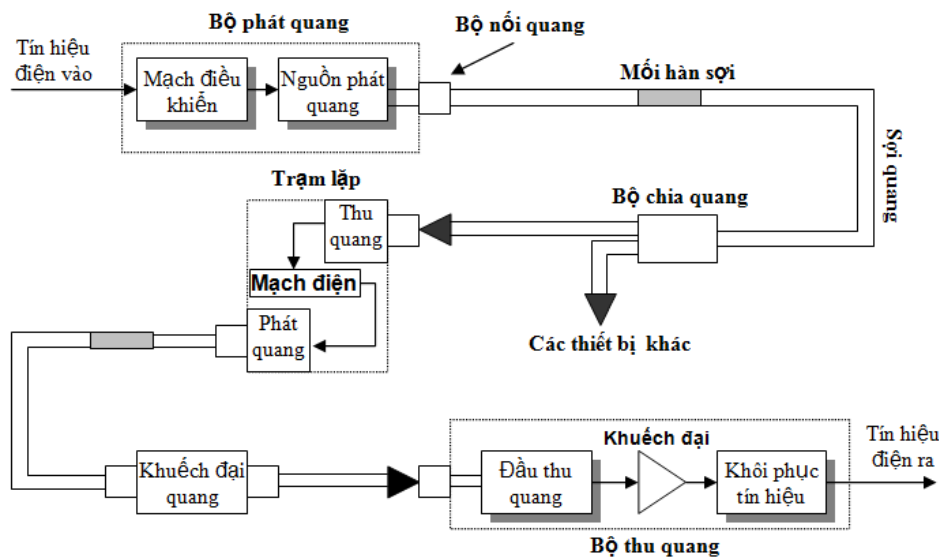 Bộ phát quang
Bộ nối quang
Tín hiệu
điện vào
Mạch điều
khiển
Nguồn phát
quang
Mối hàn sợi
Sợi quang
Trạm lặp
Bộ chia quang
Thu
quang
Mạch điện
Phát
quang
Các thiết bị khác
Khuếch đại
quang
Khuếch đại
Đầu thu
quang
Khôi phục
tín hiệu
Tín hiệu
điện ra
Bộ thu quang